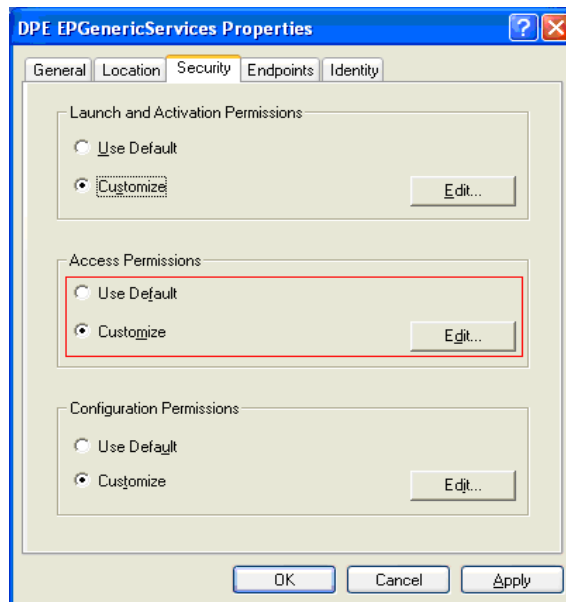 DPE EPGenericServices Properties
General Location Security Endpoints Identity
Launch and Activation Permissions
Use Default
Customize
Edit...
Access Permissions
Use Default
Customize
Edit...
Configuration Permissions
Use Default
Customize
Edit...
OK Cancel Apply